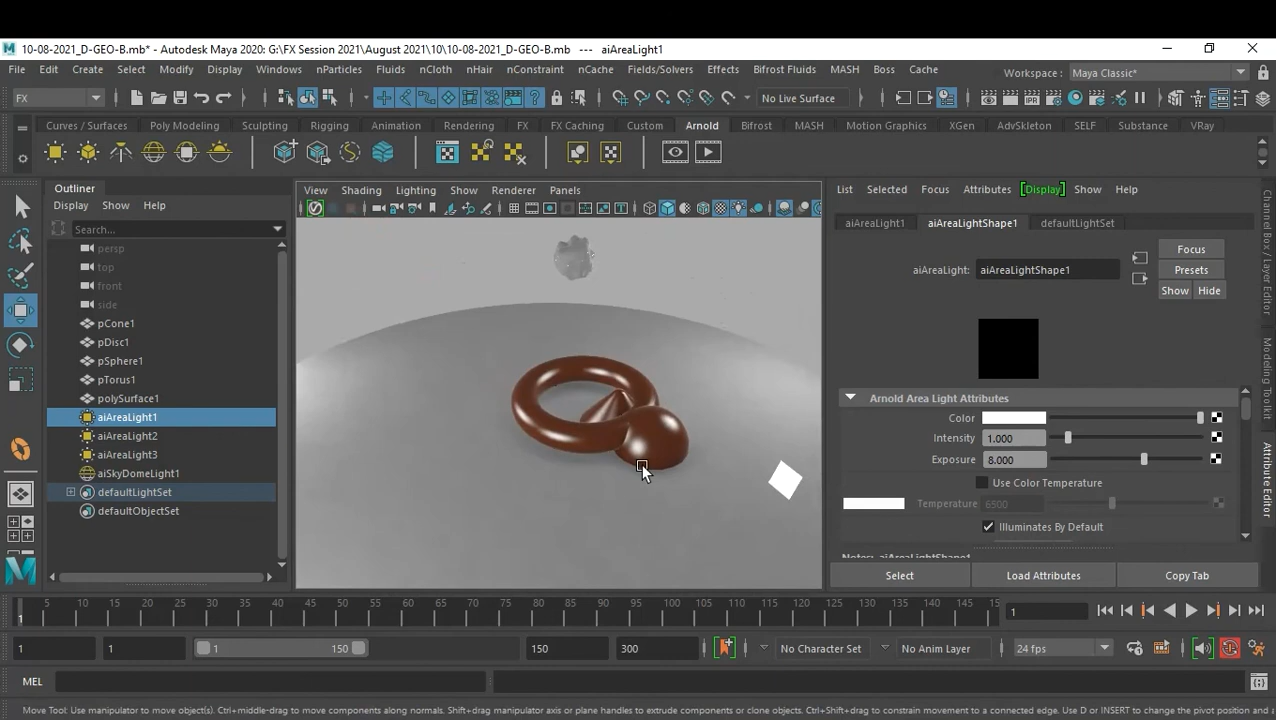 10-08-2021_D-GEO-B.mb* - Autodesk Maya 2020: G:\FX Session 2021\August 2021\10\10-08-2021_D-GEO-B.mb --- aiAreaLight1
File Edit Create Select Modify Display Windows nParticles Fluids nCloth nHair nConstraint nCache Fields/Solvers Effects Bifrost Fluids MASH Boss Cache Workspace : Maya Classic*
FX No Live Surface
Curves / Surfaces Poly Modeling Sculpting Rigging Animation Rendering FX FX Caching Custom Arnold Bifrost MASH Motion Graphics XGen AdvSkeleton SELF Substance VRay
Outliner
Display Show Help
Search...
persp
top
front
side
pCone1
pDisc1
pSphere1
pTorus1
polySurface1
aiAreaLight1
aiAreaLight2
aiAreaLight3
aiSkyDomeLight1
defaultLightSet
defaultObjectSet
View Shading Lighting Show Renderer Panels
List Selected Focus Attributes Display Show Help
aiAreaLight1 aiAreaLightShape1 defaultLightSet
Focus
aiAreaLight: aiAreaLightShape1 Presets
Show Hide
Arnold Area Light Attributes
Color
Intensity 1.000
Exposure 8.000
Use Color Temperature
Temperature 6500
Illuminates By Default
Notes: aiAreaLightShape1
Select Load Attributes Copy Tab
Channel Box / Layer Editor
Modeling Toolkit
Attribute Editor
5 10 15 20 25 30 35 40 45 50 55 60 65 70 75 80 85 90 95 100 105 110 115 120 125 130 135 140 145 15
1 1
1 1 1 150 150 300 No Character Set No Anim Layer 24 fps
MEL
Move Tool: Use manipulator to move object(s). Ctrl+middle-drag to move components along normals. Shift+drag manipulator axis or plane handles to extrude components or clone objects. Ctrl+Shift+drag to constrain movement to a connected edge. Use D or INSERT to change the pivot position and a